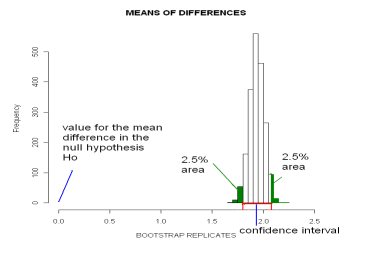 MEANS OF DIFFERENCES
Frequency
500
400
300
200
100
0
value for the mean
difference in the
null hypothesis
Ho
2.5%
area
2.5%
area
0.0
0.5
1.0
1.5
2.0
2.5
BOOTSTRAP REPLICATES
confidence interval